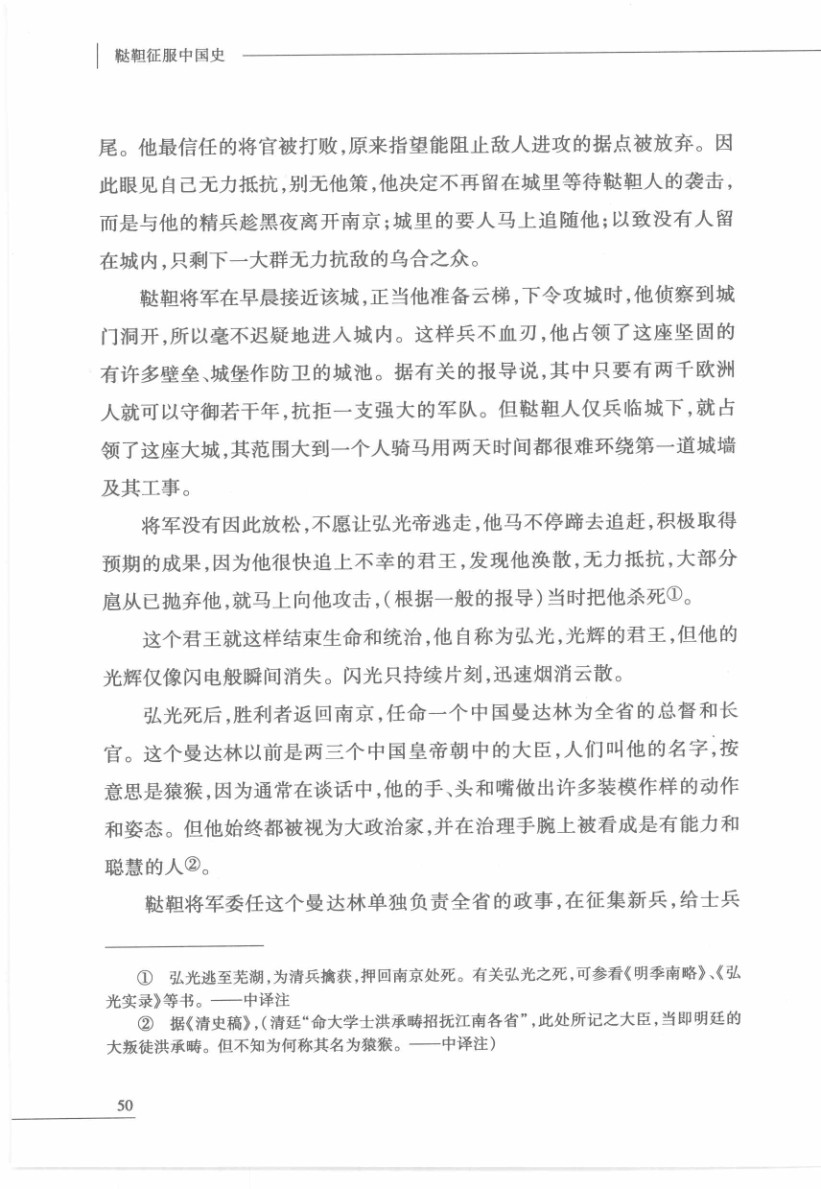 鞑靼征服中国史
尾。他最信任的将官被打败,原来指望能阻止敌人进攻的据点被放弃。因
此眼见自己无力抵抗,别无他策,他决定不再留在城里等待鞑靼人的袭击,
而是与他的精兵趁黑夜离开南京;城里的要人马上追随他;以致没有人留
在城内,只剩下一大群无力抗敌的乌合之众。
鞑靼将军在早晨接近该城,正当他准备云梯,下令攻城时,他侦察到城
门洞开,所以毫不迟疑地进入城内。这样兵不血刃,他占领了这座坚固的
有许多壁垒、城堡作防卫的城池。据有关的报导说,其中只要有两千欧洲
人就可以守御若干年,抗拒一支强大的军队。但鞑靼人仅兵临城下,就占
领了这座大城,其范围大到一个人骑马用两天时间都很难环绕第一道城墙
及其工事。
将军没有因此放松,不愿让弘光帝逃走,他马不停蹄去追赶,积极取得
预期的成果,因为他很快追上不幸的君王,发现他涣散,无力抵抗,大部分
扈从已抛弃他,就马上向他攻击,(根据一般的报导)当时把他杀死①。
这个君王就这样结束生命和统治,他自称为弘光,光辉的君王,但他的
光辉仅像闪电般瞬间消失。闪光只持续片刻,迅速烟消云散。
弘光死后,胜利者返回南京,任命一个中国曼达林为全省的总督和长
官。这个曼达林以前是两三个中国皇帝朝中的大臣,人们叫他的名字,按
意思是猿猴,因为通常在谈话中,他的手、头和嘴做出许多装模作样的动作
和姿态。但他始终都被视为大政治家,并在治理手腕上被看成是有能力和
聪慧的人②。
鞑靼将军委任这个曼达林单独负责全省的政事,在征集新兵,给士兵
① 弘光逃至芜湖,为清兵擒获,押回南京处死。有关弘光之死,可参看《明季南略》、《弘
光实录》等书。——中译注
② 据《清史稿》,(清廷“命大学士洪承畴招抚江南各省”,此处所记之大臣,当即明廷的
大叛徒洪承畴。但不知为何称其名为猿猴。——中译注)
50